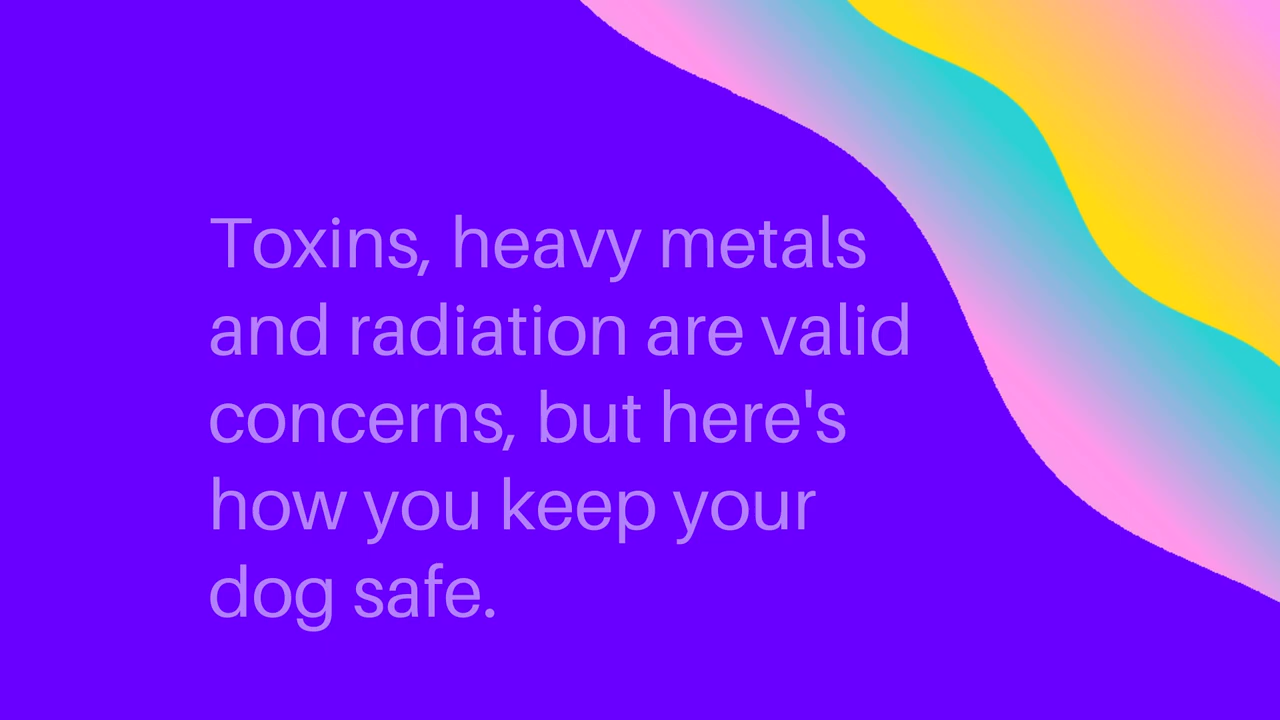 Toxins, heavy metals
and radiation are valid
concerns, but here's
how you keep your
dog safe.